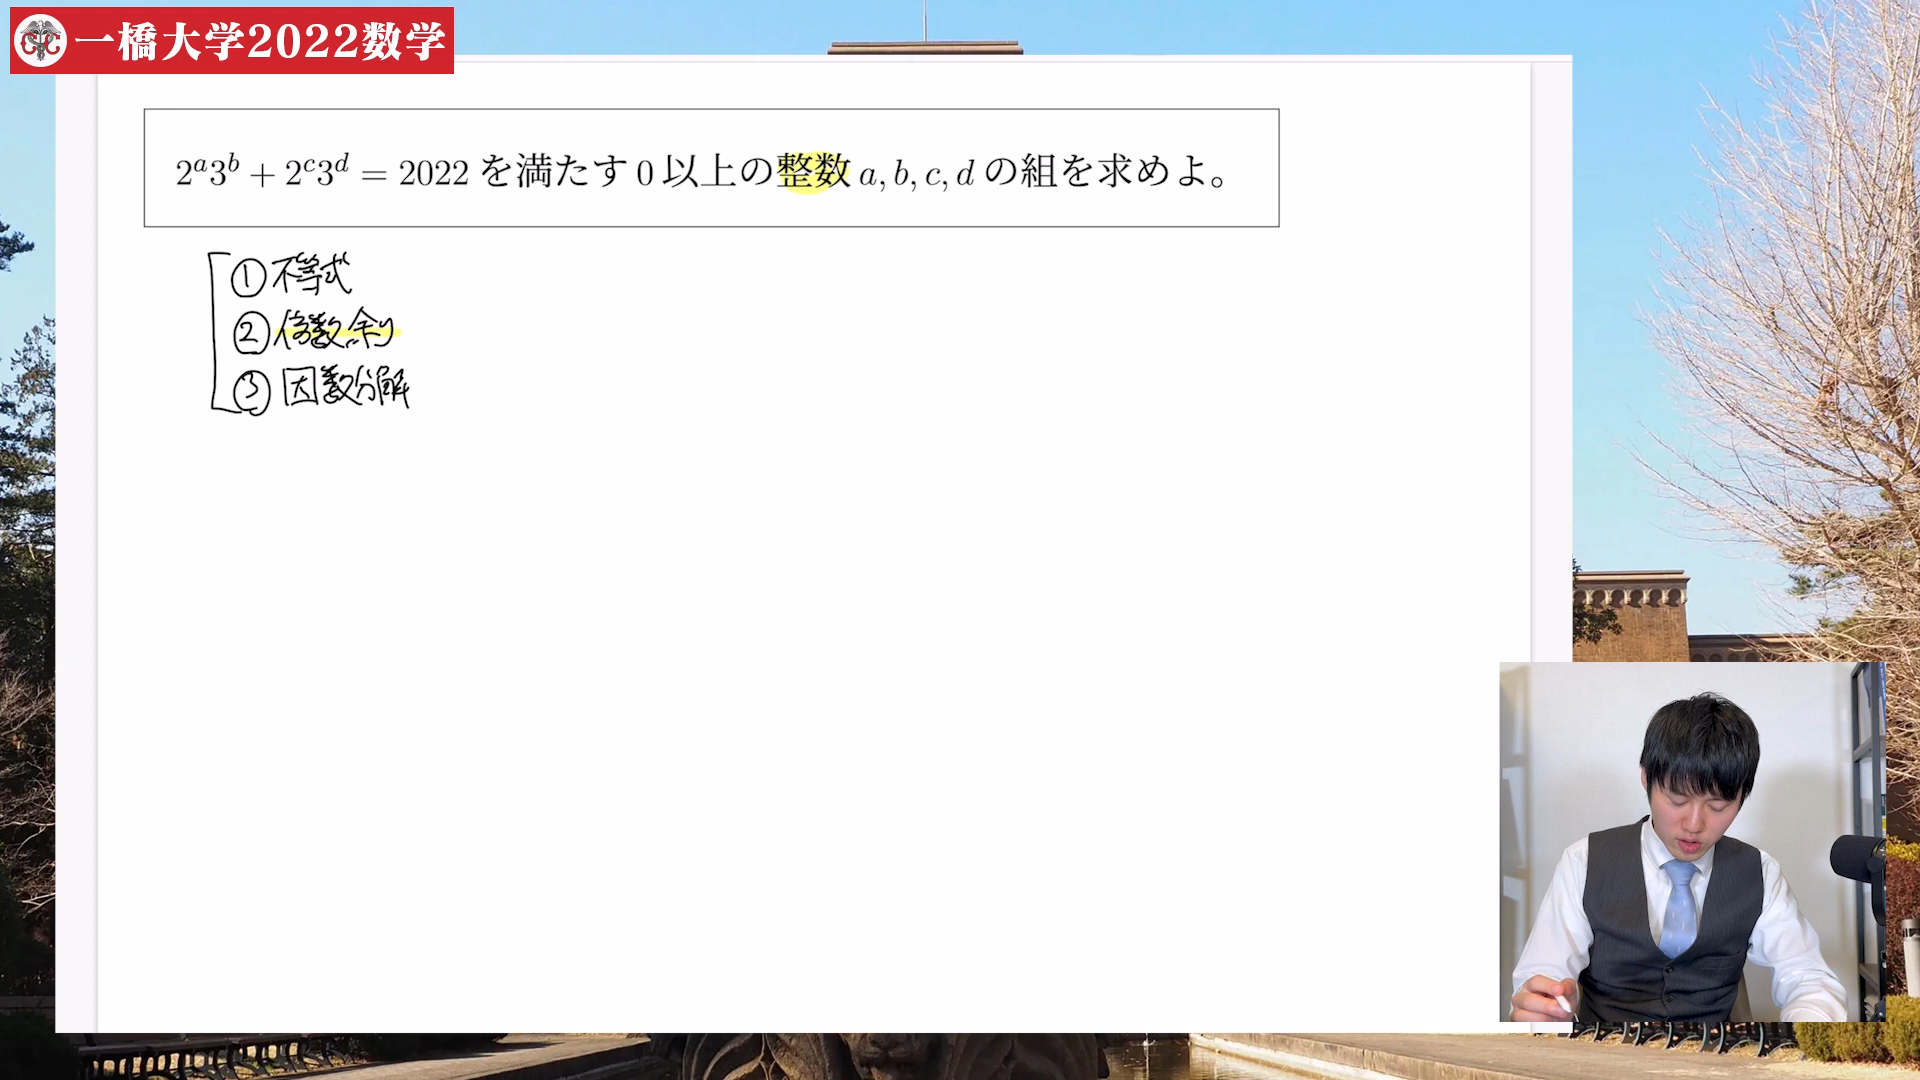 一橋大学2022数学
2^a3^b + 2^c3^d = 2022 を満たす 0 以上の整数 a, b, c, d の組を求めよ。
① 不等式
② 倍数、余り
③ 因数分解